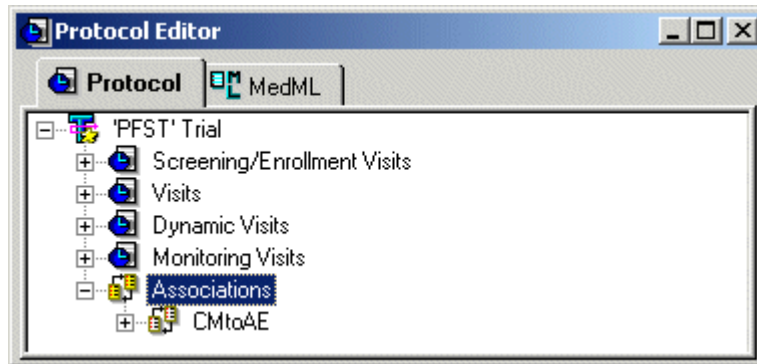 Protocol Editor
Protocol MedML
'PFST' Trial
Screening/Enrollment Visits
Visits
Dynamic Visits
Monitoring Visits
Associations
CMtoAE